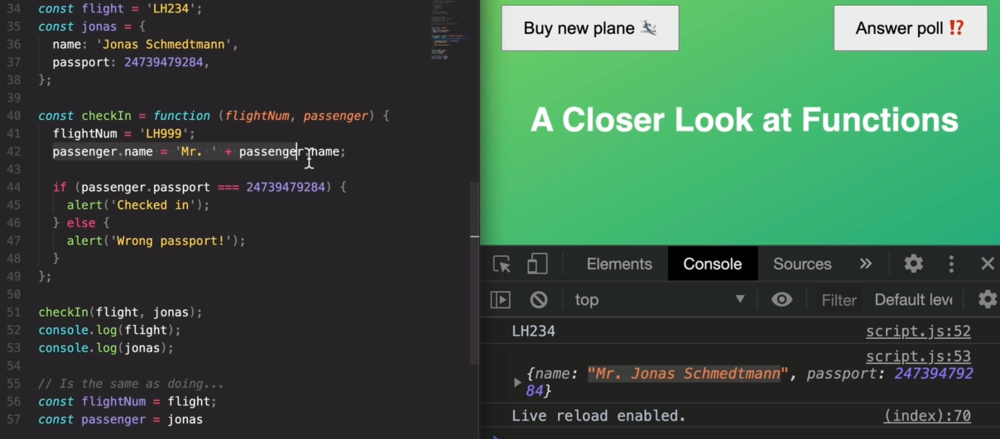 34 const flight = 'LH234';
35 const jonas = {
36 name: 'Jonas Schmedtmann',
37 passport: 24739479284,
38 };
39
40 const checkIn = function (flightNum, passenger) {
41 flightNum = 'LH999';
42 passenger.name = 'Mr. ' + passenger.name;
43
44 if (passenger.passport === 24739479284) {
45 alert('Checked in');
46 } else {
47 alert('Wrong passport!');
48 }
49 };
50
51 checkIn(flight, jonas);
52 console.log(flight);
53 console.log(jonas);
54
55 // Is the same as doing...
56 const flightNum = flight;
57 const passenger = jonas
Buy new plane 🛩
Answer poll ⁉️
A Closer Look at Functions
Elements Console Sources »
top ▼ Filter Default leve
LH234 script.js:52
script.js:53
▶ {name: "Mr. Jonas Schmedtmann", passport: 247394792
84}
Live reload enabled. (index):70